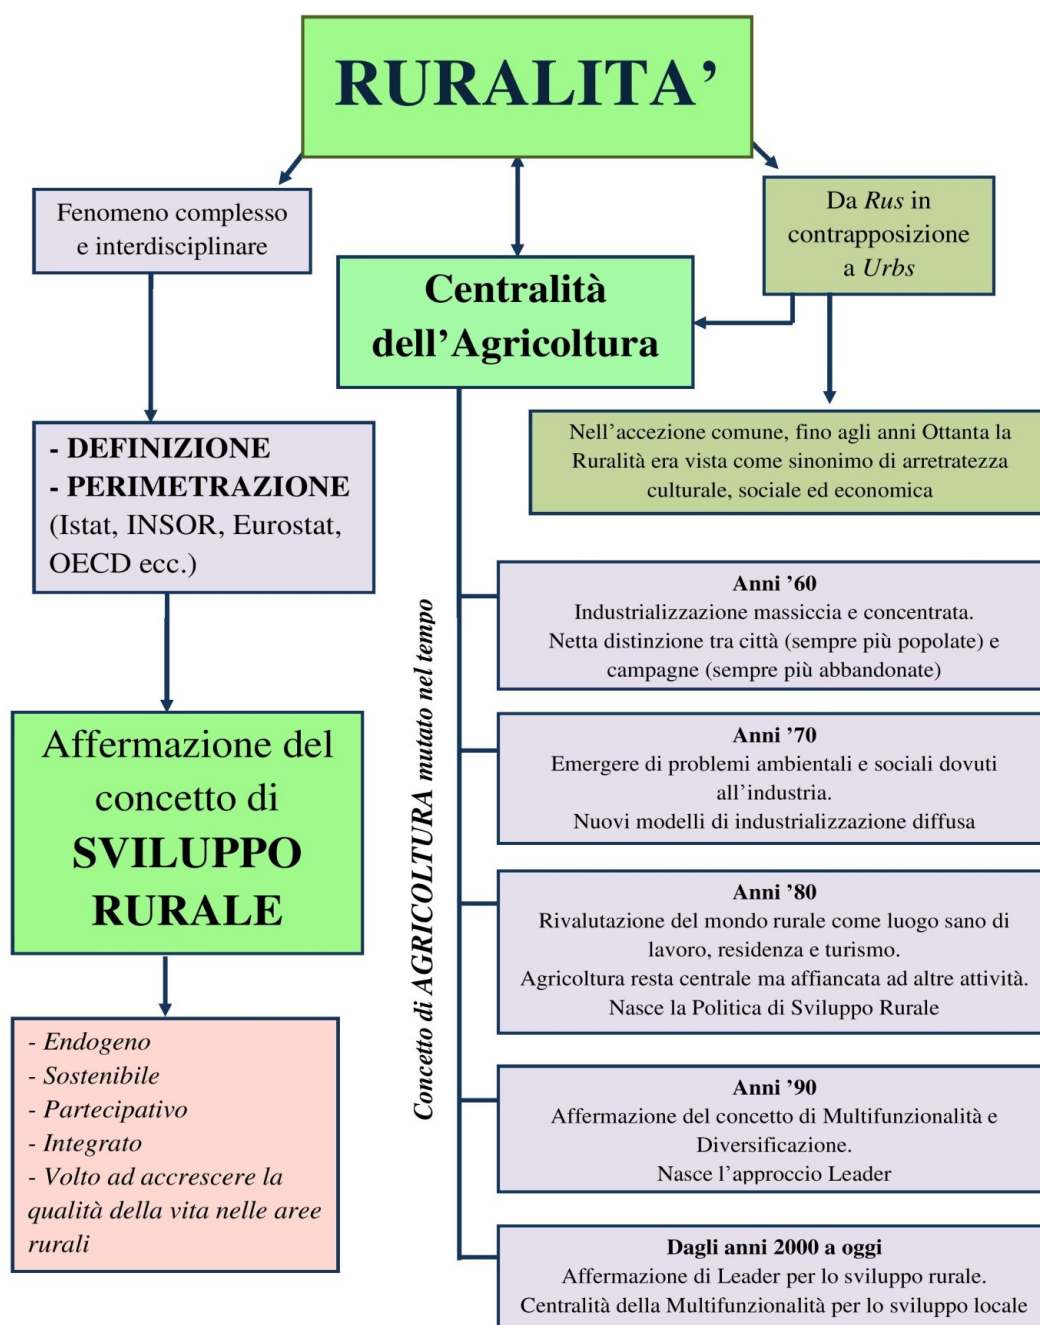 RURALITA’
Fenomeno complesso
e interdisciplinare
Da Rus in
contrapposizione
a Urbs
Centralità
dell’Agricoltura
- DEFINIZIONE
- PERIMETRAZIONE
(Istat, INSOR, Eurostat,
OECD ecc.)
Nell’accezione comune, fino agli anni Ottanta la
Ruralità era vista come sinonimo di arretratezza
culturale, sociale ed economica
Affermazione del
concetto di
SVILUPPO
RURALE
- Endogeno
- Sostenibile
- Partecipativo
- Integrato
- Volto ad accrescere la
qualità della vita nelle aree
rurali
Concetto di AGRICOLTURA mutato nel tempo
Anni ’60
Industrializzazione massiccia e concentrata.
Netta distinzione tra città (sempre più popolate) e
campagne (sempre più abbandonate)
Anni ’70
Emergere di problemi ambientali e sociali dovuti
all’industria.
Nuovi modelli di industrializzazione diffusa
Anni ’80
Rivalutazione del mondo rurale come luogo sano di
lavoro, residenza e turismo.
Agricoltura resta centrale ma affiancata ad altre attività.
Nasce la Politica di Sviluppo Rurale
Anni ’90
Affermazione del concetto di Multifunzionalità e
Diversificazione.
Nasce l’approccio Leader
Dagli anni 2000 a oggi
Affermazione di Leader per lo sviluppo rurale.
Centralità della Multifunzionalità per lo sviluppo locale